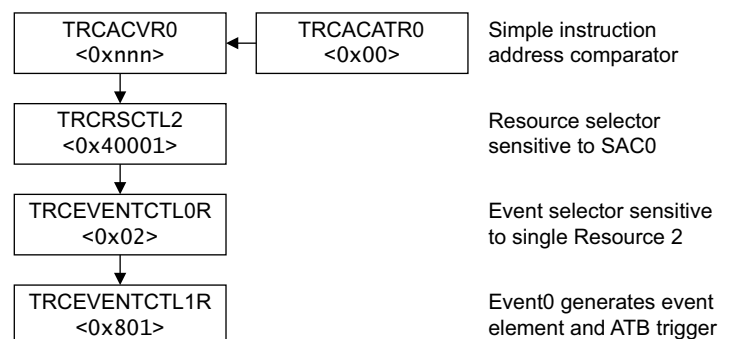 TRCACVR0
<0xnnn>
TRCACATR0
<0x00>
Simple instruction
address comparator
TRCRSCTL2
<0x40001>
Resource selector
sensitive to SAC0
TRCEVENTCTL0R
<0x02>
Event selector sensitive
to single Resource 2
TRCEVENTCTL1R
<0x801>
Event0 generates event
element and ATB trigger